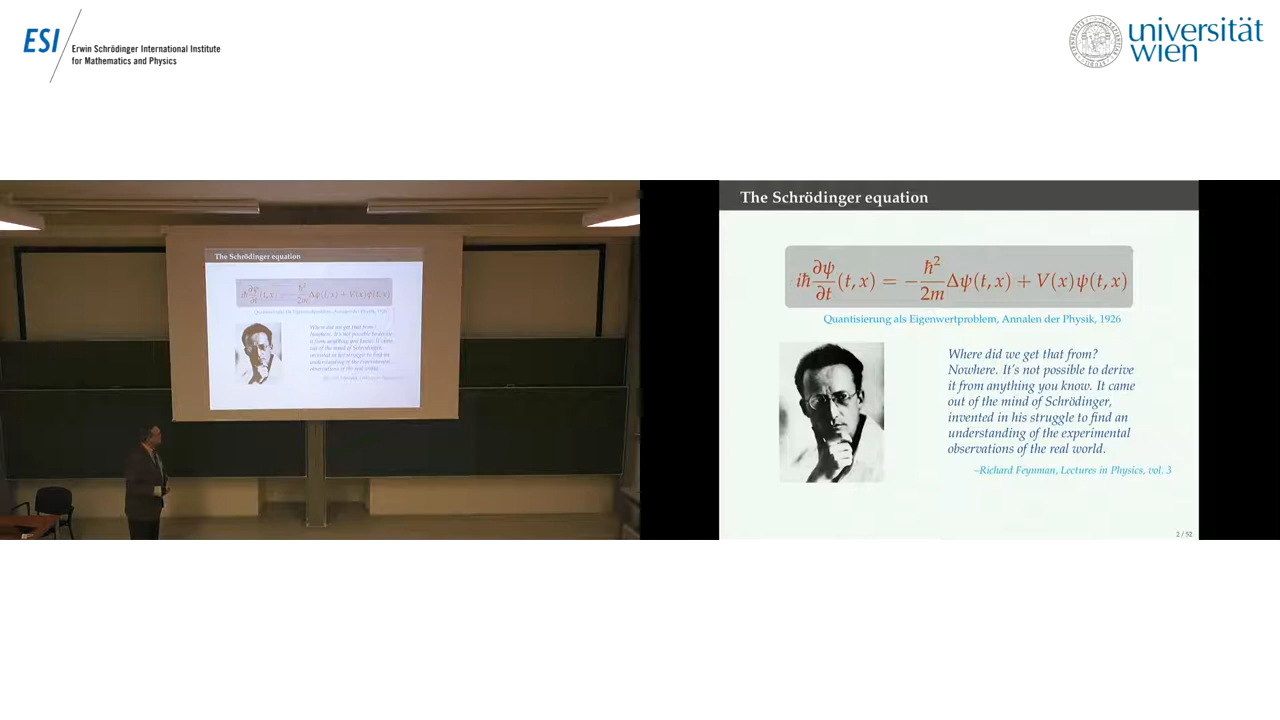 ESI
Erwin Schrödinger International Institute
for Mathematics and Physics
universität
wien
The Schrödinger equation
iħ ∂ψ/∂t (t, x) = − ħ²/2m Δψ(t, x) + V(x)ψ(t, x)
The Schrödinger equation
iħ ∂ψ/∂t (t, x) = − ħ²/2m Δψ(t, x) + V(x)ψ(t, x)
Quantisierung als Eigenwertproblem, Annalen der Physik, 1926
Where did we get that from?
Nowhere. It's not possible to derive
it from anything you know. It came
out of the mind of Schrödinger,
invented in his struggle to find an
understanding of the experimental
observations of the real world.
–Richard Feynman, Lectures in Physics, vol. 3
2 / 52